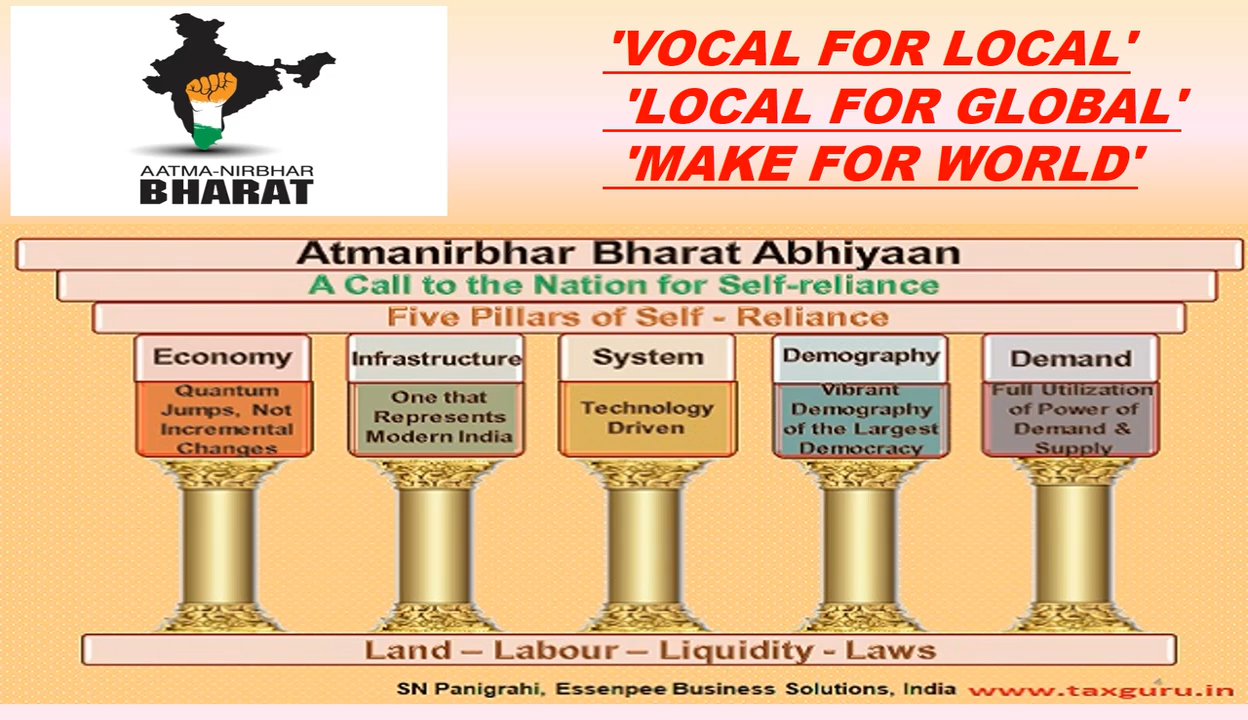 AATMA-NIRBHAR
BHARAT
'VOCAL FOR LOCAL'
'LOCAL FOR GLOBAL'
'MAKE FOR WORLD'
Atmanirbhar Bharat Abhiyaan
A Call to the Nation for Self-reliance
Five Pillars of Self - Reliance
Economy
Quantum
Jumps, Not
Incremental
Changes
Infrastructure
One that
Represents
Modern India
System
Technology
Driven
Demography
Vibrant
Demography
of the Largest
Democracy
Demand
Full Utilization
of Power of
Demand &
Supply
Land – Labour – Liquidity - Laws
SN Panigrahi, Essenpee Business Solutions, India www.taxguru.in